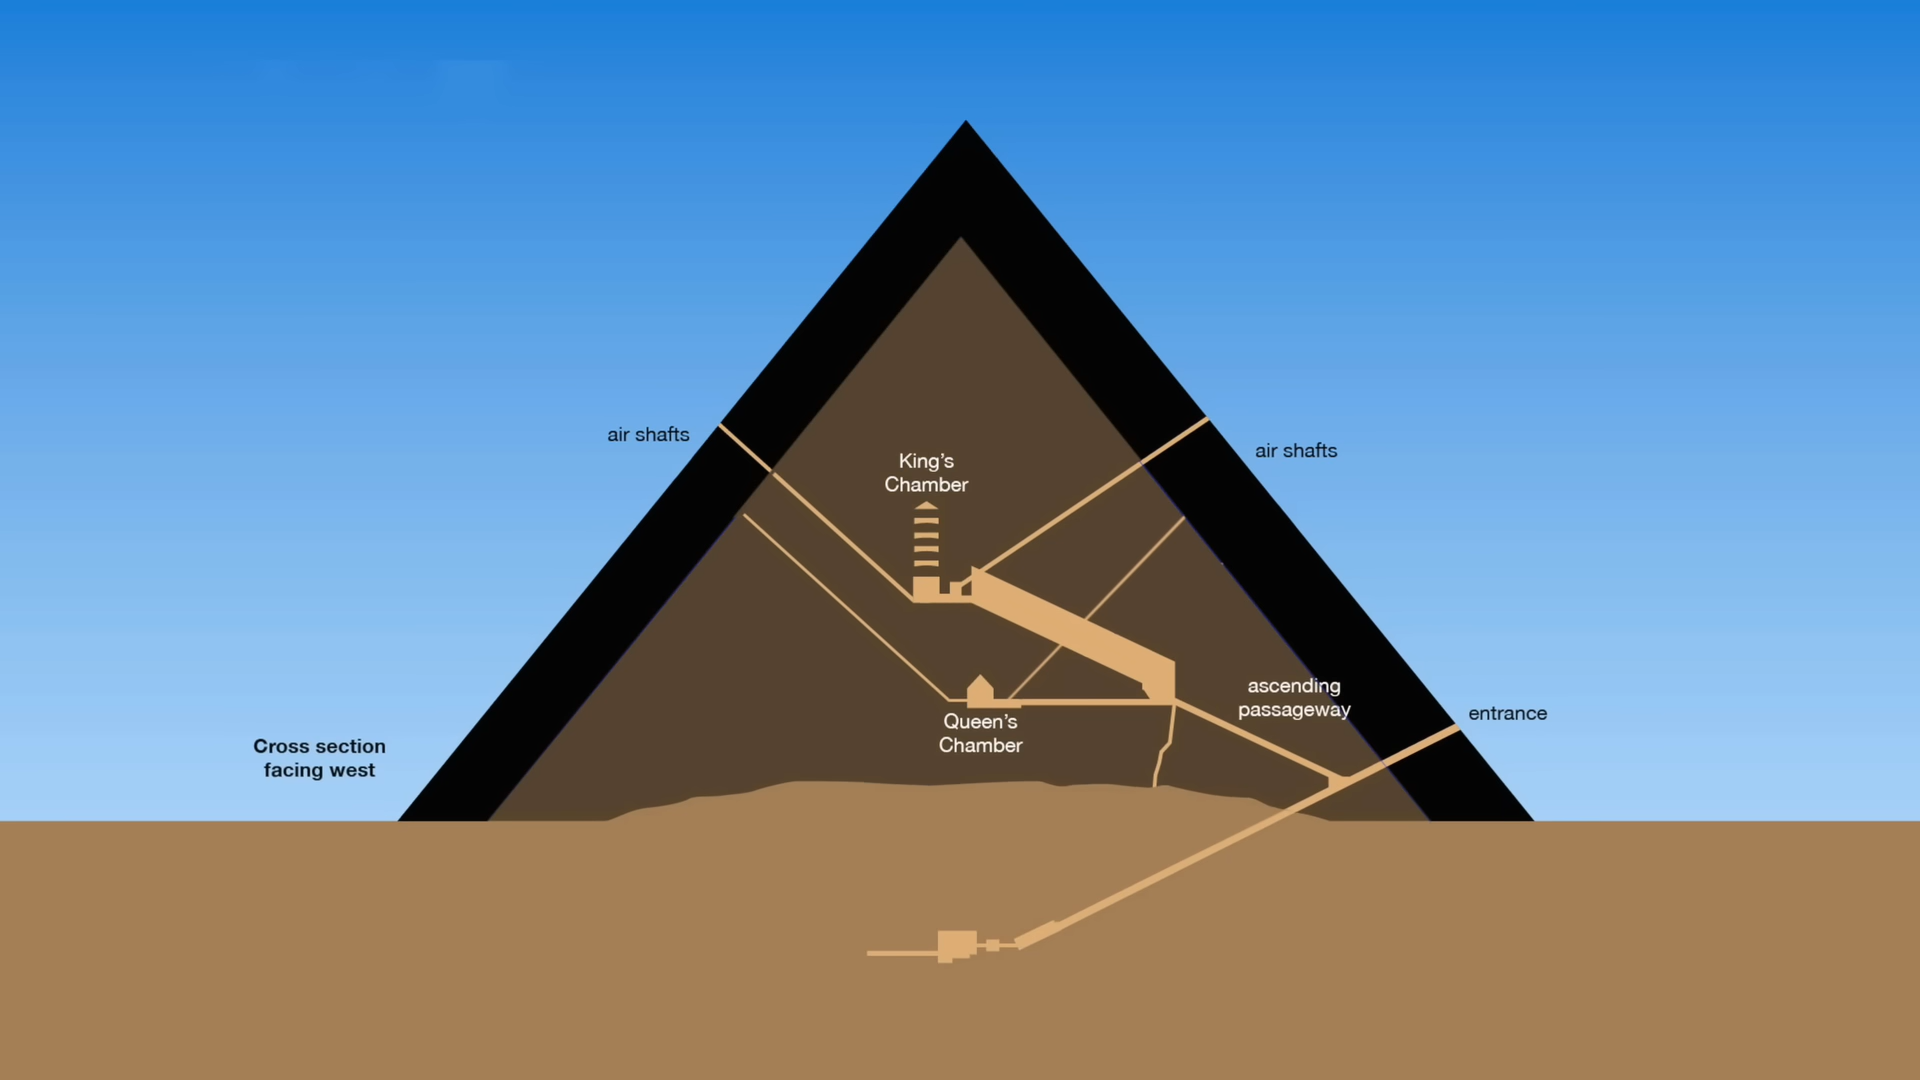 air shafts
air shafts
King’s
Chamber
ascending
passageway
entrance
Queen’s
Chamber
Cross section
facing west